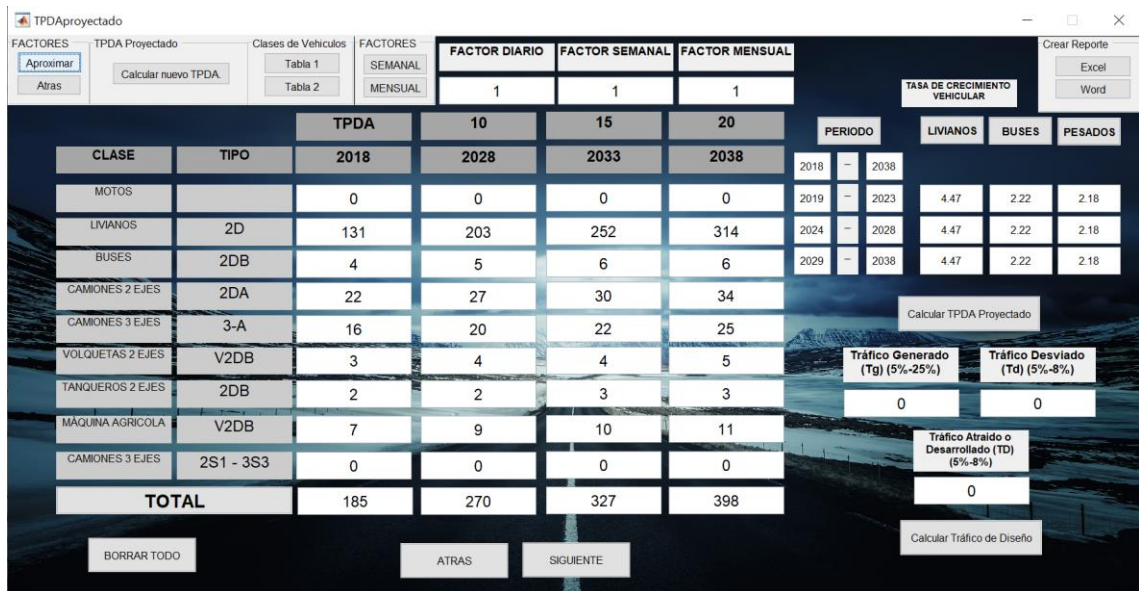 TPDAproyectado
FACTORES
Aproximar
Atras
TPDA Proyectado
Calcular nuevo TPDA.
Clases de Vehiculos
Tabla 1
Tabla 2
FACTORES
SEMANAL
MENSUAL
FACTOR DIARIO FACTOR SEMANAL FACTOR MENSUAL
1 1 1
Crear Reporte
Excel
Word
TASA DE CRECIMIENTO
VEHICULAR
TPDA 10 15 20
CLASE TIPO 2018 2028 2033 2038
MOTOS 0 0 0 0
LIVIANOS 2D 131 203 252 314
BUSES 2DB 4 5 6 6
CAMIONES 2 EJES 2DA 22 27 30 34
CAMIONES 3 EJES 3-A 16 20 22 25
VOLQUETAS 2 EJES V2DB 3 4 4 5
TANQUEROS 2 EJES 2DB 2 2 3 3
MÁQUINA AGRICOLA V2DB 7 9 10 11
CAMIONES 3 EJES 2S1 - 3S3 0 0 0 0
TOTAL 185 270 327 398
PERIODO LIVIANOS BUSES PESADOS
2018 – 2038
2019 – 2023 4.47 2.22 2.18
2024 – 2028 4.47 2.22 2.18
2029 – 2038 4.47 2.22 2.18
Calcular TPDA Proyectado
Tráfico Generado
(Tg) (5%-25%)
0
Tráfico Desviado
(Td) (5%-8%)
0
Tráfico Atraido o
Desarrollado (TD)
(5%-8%)
0
Calcular Tráfico de Diseño
BORRAR TODO
ATRAS
SIGUIENTE